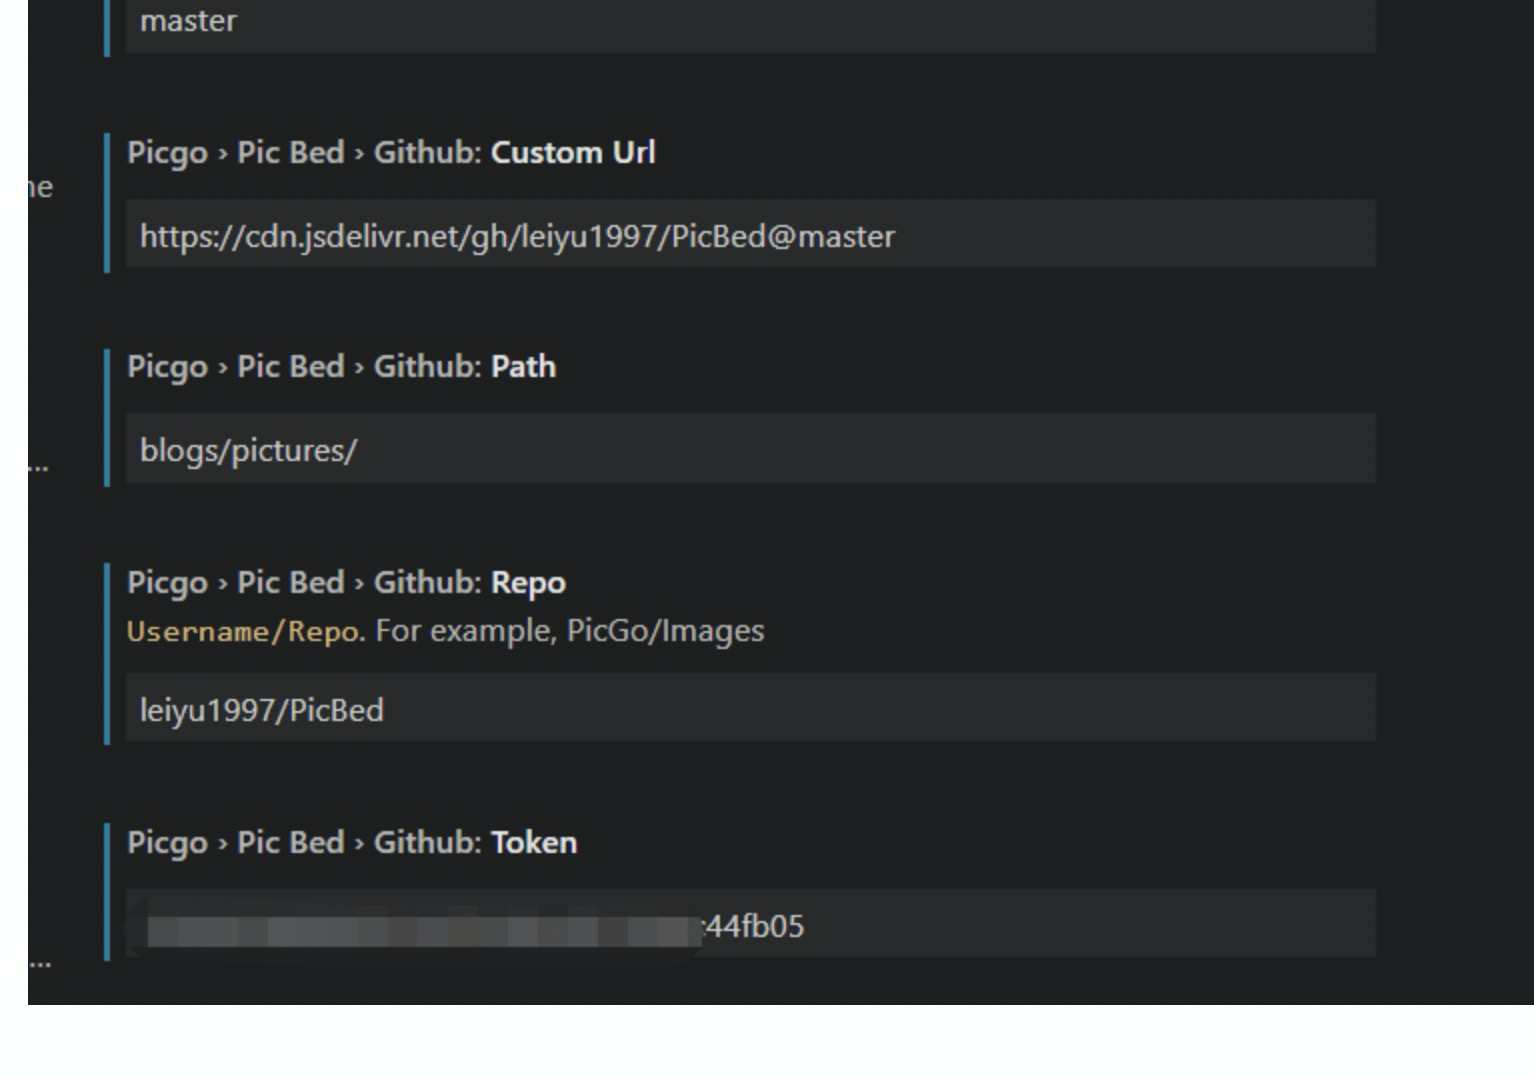 master
Picgo › Pic Bed › Github: Custom Url
https://cdn.jsdelivr.net/gh/leiyu1997/PicBed@master
Picgo › Pic Bed › Github: Path
blogs/pictures/
Picgo › Pic Bed › Github: Repo
Username/Repo. For example, PicGo/Images
leiyu1997/PicBed
Picgo › Pic Bed › Github: Token
44fb05